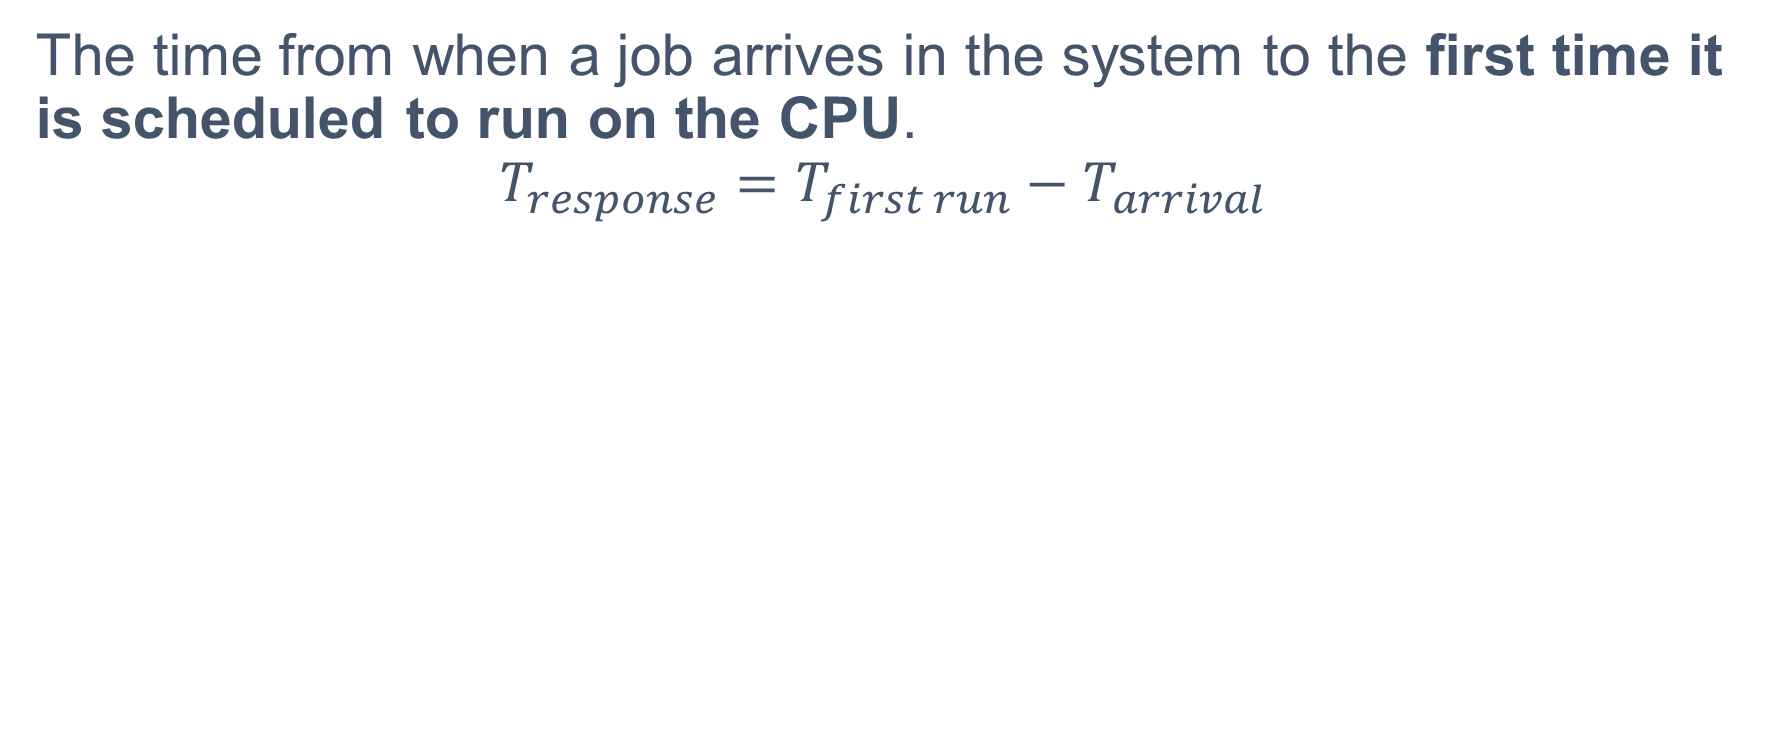 The time from when a job arrives in the system to the first time it
is scheduled to run on the CPU.
T_response = T_first run − T_arrival